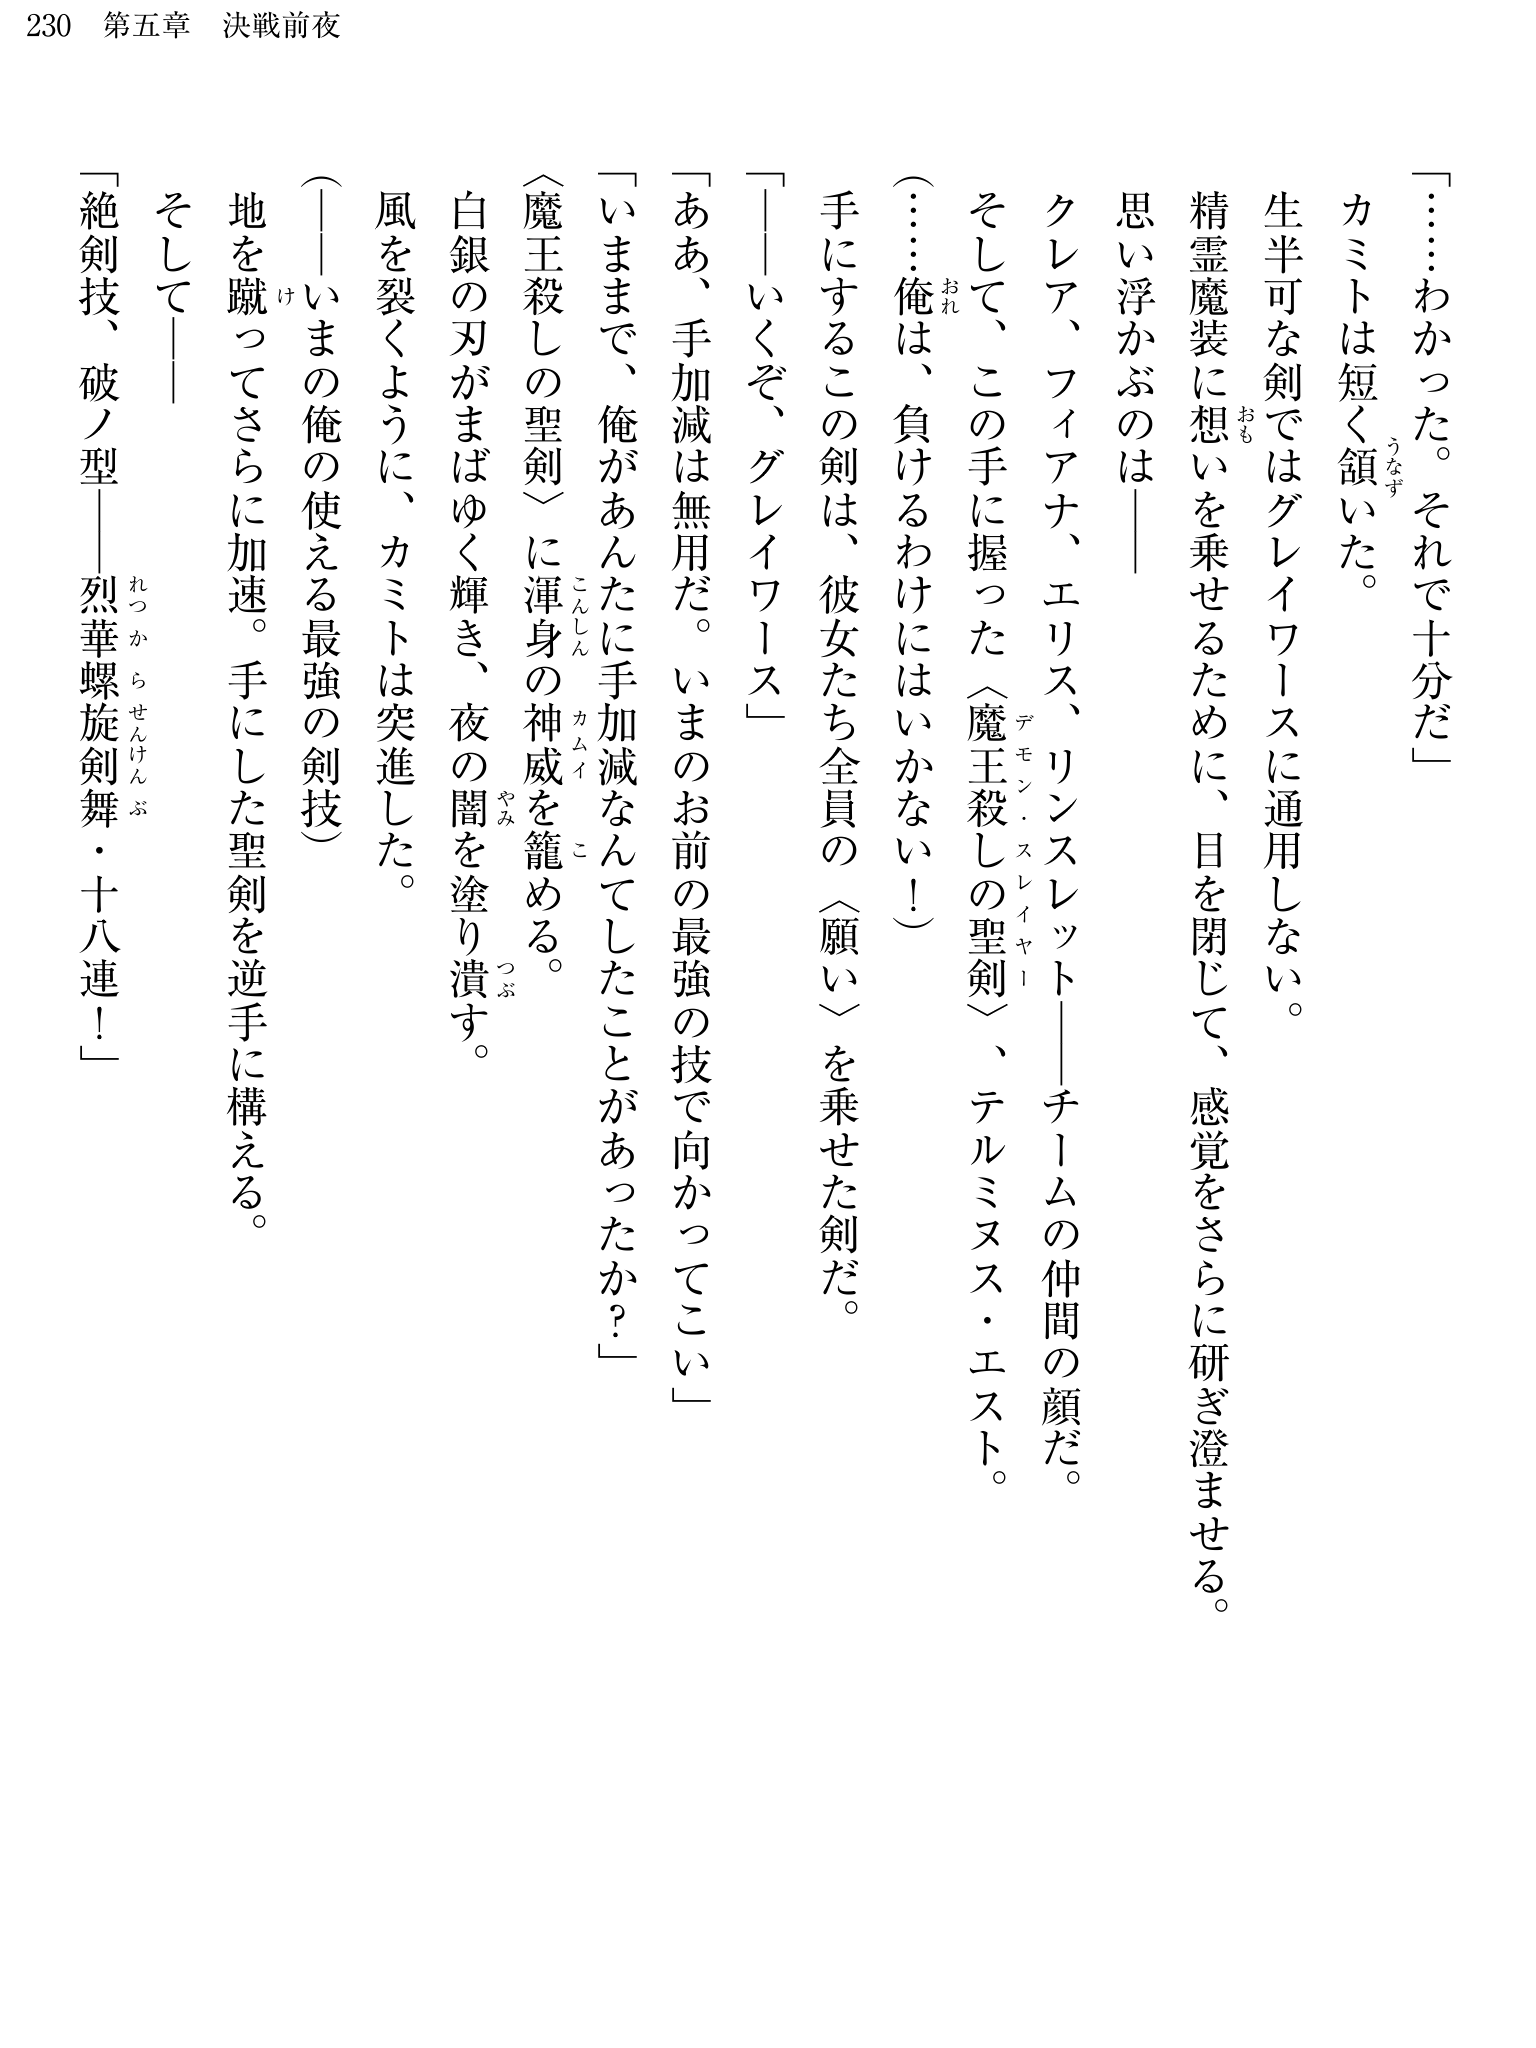 230　第五章　決戦前夜
「……わかった。それで十分だ」
カミトは短く頷いた。
生半可な剣ではグレイワースに通用しない。
精霊魔装に想いを乗せるために、目を閉じて、感覚をさらに研ぎ澄ませる。
思い浮かぶのは――
クレア、フィアナ、エリス、リンスレット――チームの仲間の顔だ。
そして、この手に握った〈魔王殺しの聖剣〉、テルミヌス・エスト。
（……俺は、負けるわけにはいかない！）
手にするこの剣は、彼女たち全員の〈願い〉を乗せた剣だ。
「――いくぞ、グレイワース」
「ああ、手加減は無用だ。いまのお前の最強の技で向かってこい」
「いままで、俺があんたに手加減なんてしたことがあったか？」
〈魔王殺しの聖剣〉に渾身の神威を籠める。
白銀の刃がまばゆく輝き、夜の闇を塗り潰す。
風を裂くように、カミトは突進した。
（――いまの俺の使える最強の剣技）
地を蹴ってさらに加速。手にした聖剣を逆手に構える。
そして――
「絶剣技、破ノ型――烈華螺旋剣舞・十八連！」